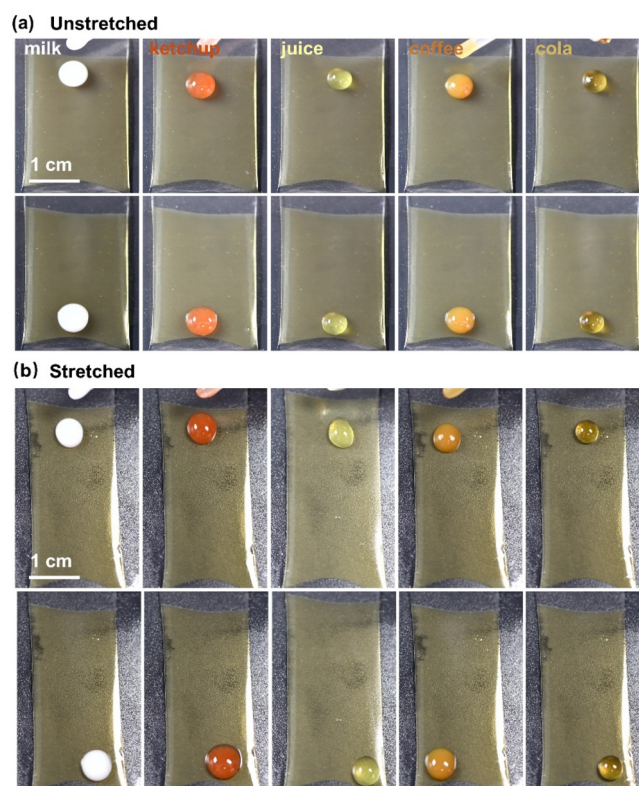 (a) Unstretched
milk ketchup juice coffee cola
1 cm
(b) Stretched
1 cm